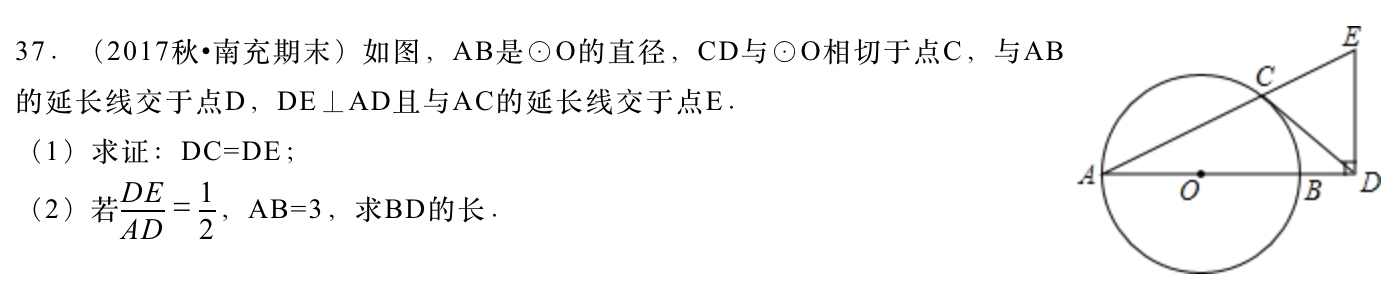 37．（2017秋•南充期末）如图，AB是⊙O的直径，CD与⊙O相切于点C，与AB
的延长线交于点D，DE⊥AD且与AC的延长线交于点E．
（1）求证：DC=DE；
（2）若DE/AD=1/2，AB=3，求BD的长．
E
C
A
O
B
D